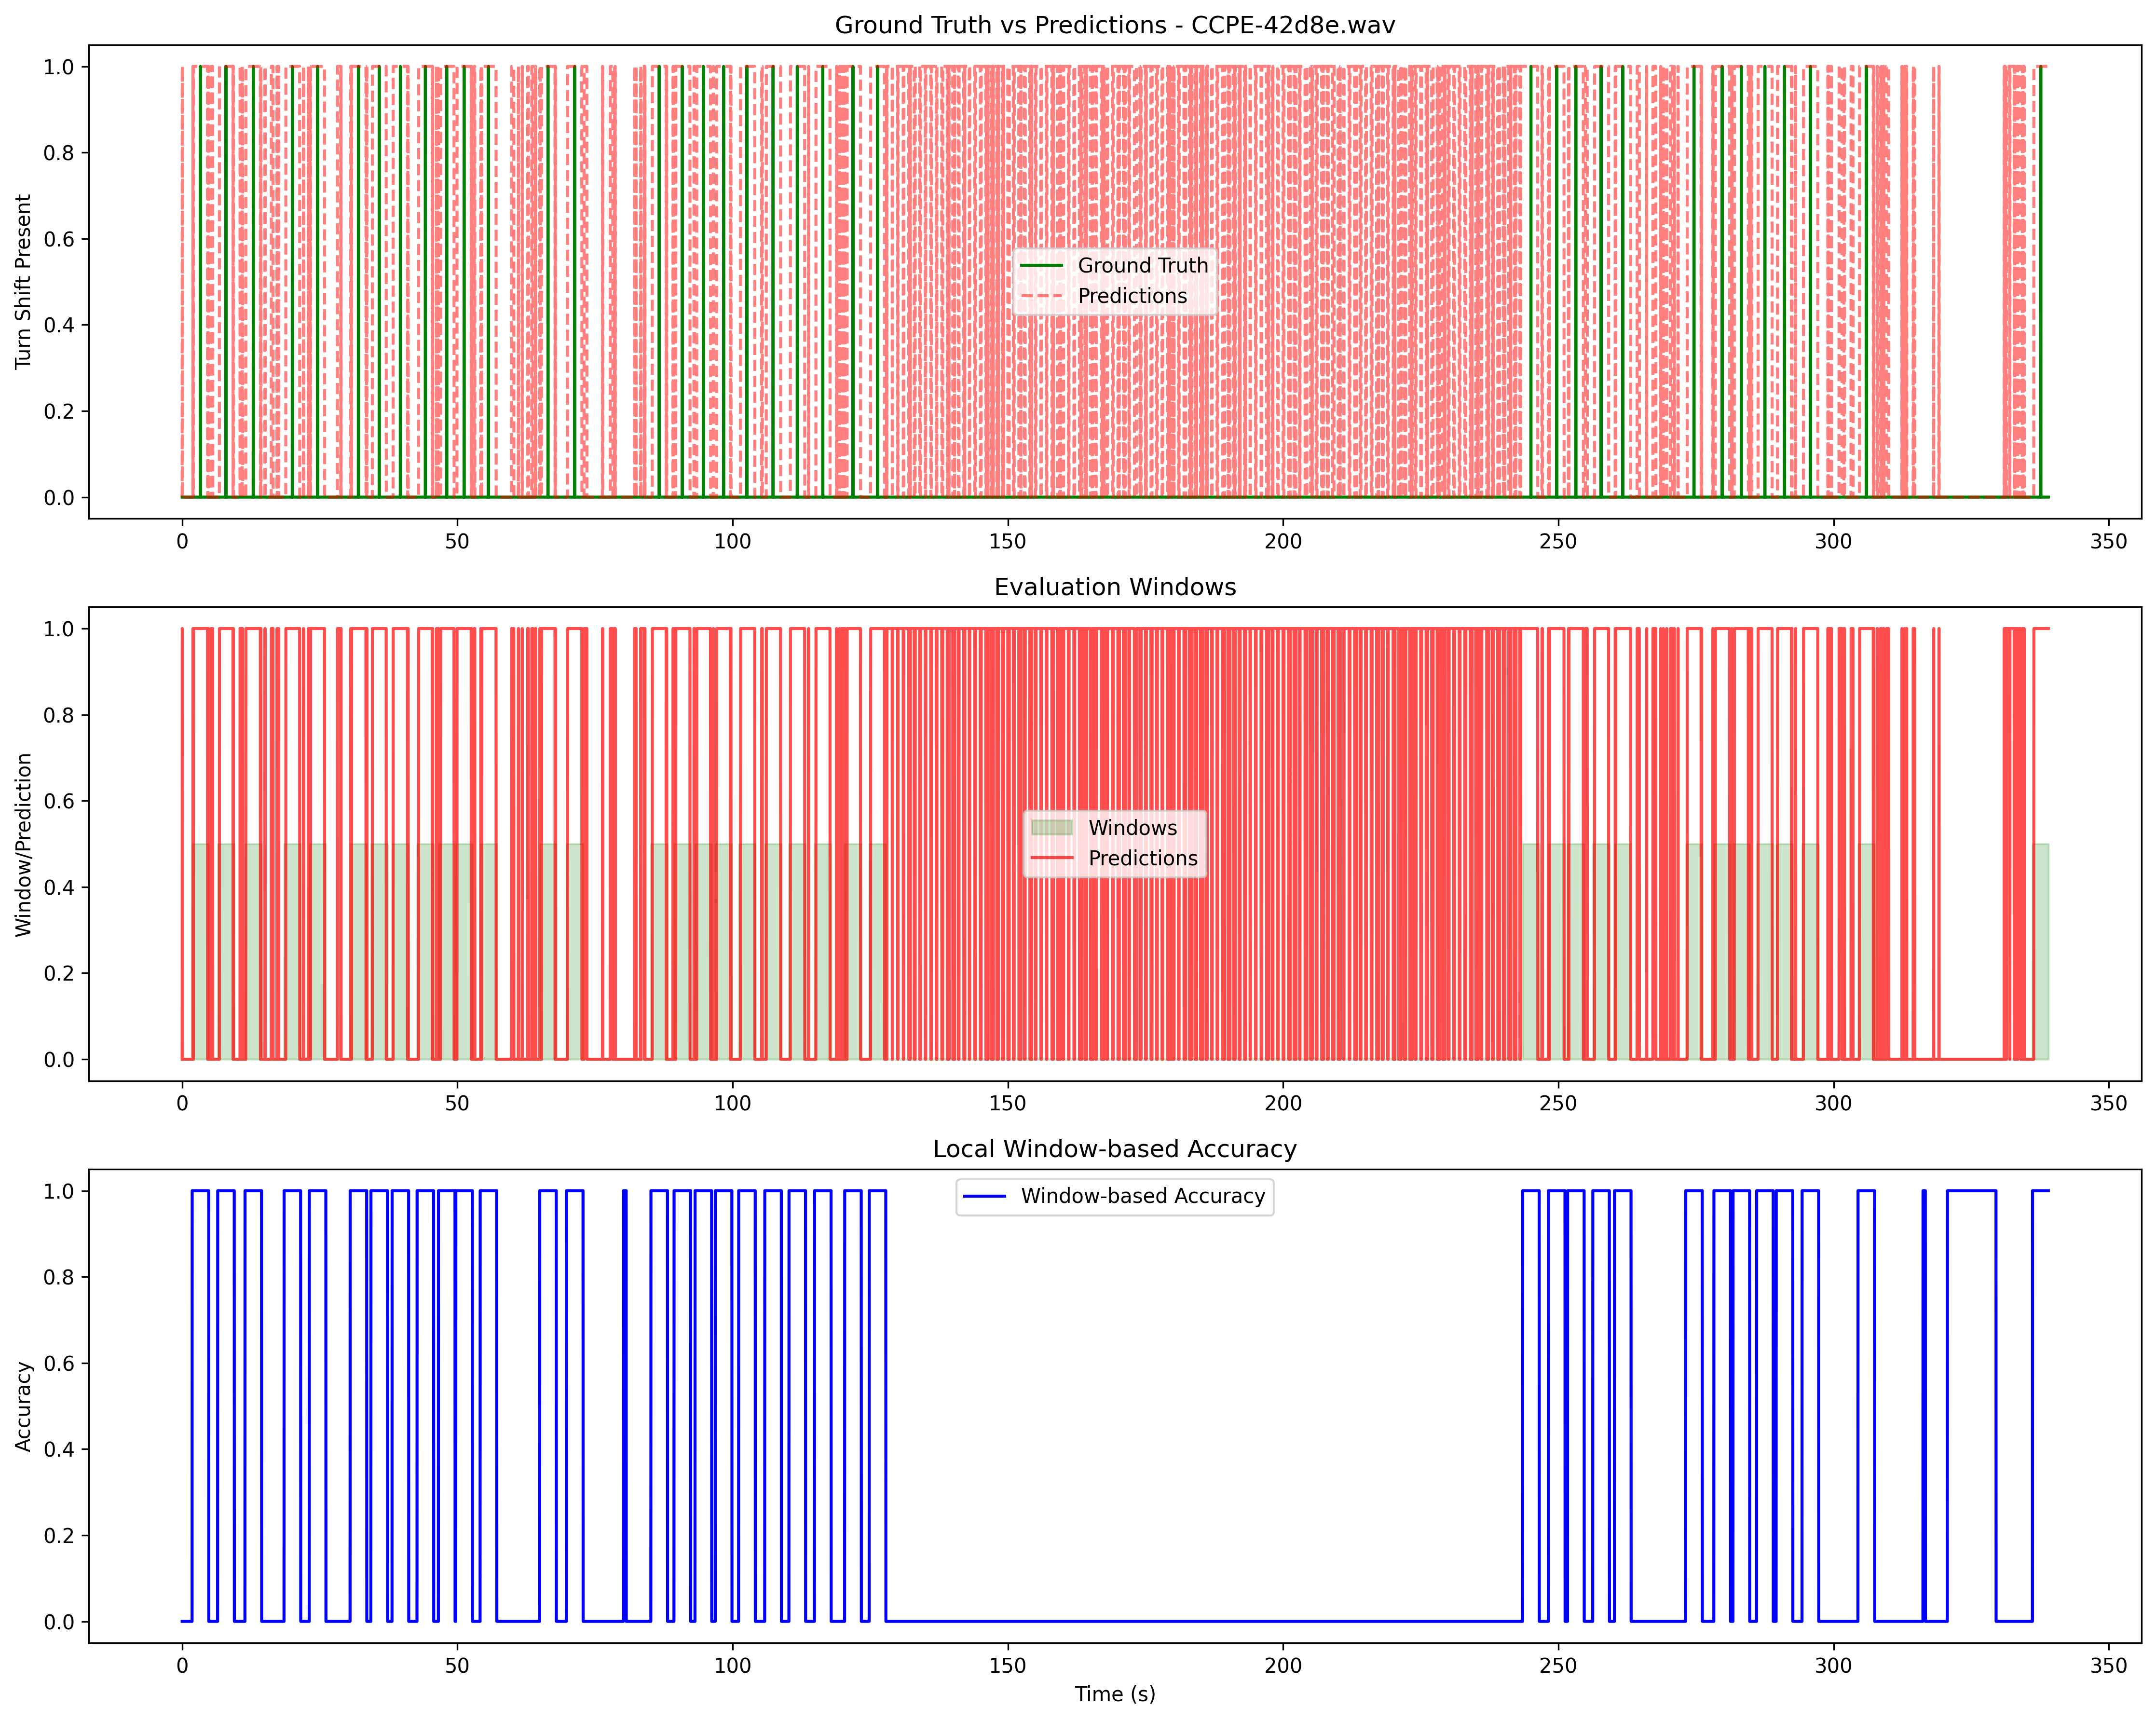 Ground Truth vs Predictions - CCPE-42d8e.wav
Turn Shift Present
1.0
0.8
0.6
0.4
0.2
0.0
Ground Truth
Predictions
0 50 100 150 200 250 300 350
Evaluation Windows
Window/Prediction
1.0
0.8
0.6
0.4
0.2
0.0
Windows
Predictions
0 50 100 150 200 250 300 350
Local Window-based Accuracy
Accuracy
1.0
0.8
0.6
0.4
0.2
0.0
Window-based Accuracy
0 50 100 150 200 250 300 350
Time (s)